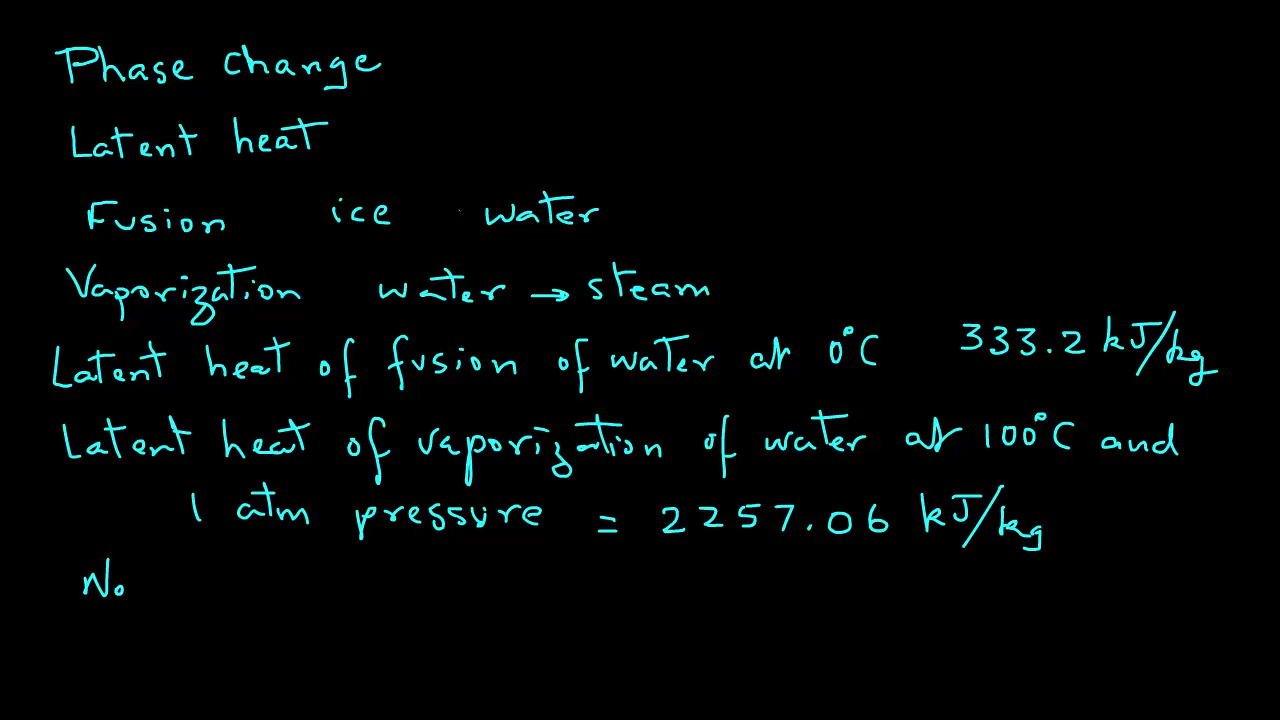 Phase change
Latent heat
Fusion ice water
Vaporization water → steam
Latent heat of fusion of water at 0°C 333.2 kJ/kg
Latent heat of vaporization of water at 100°C and
1 atm pressure = 2257.06 kJ/kg
No